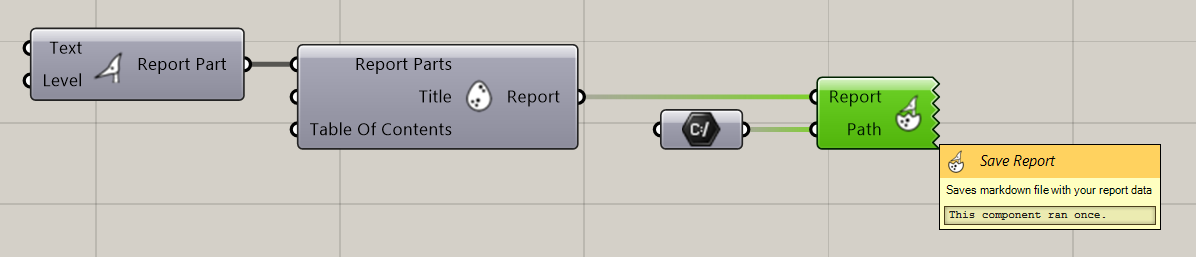 Text
Level
Report Part
Report Parts
Title
Table Of Contents
Report
C:/
Report
Path
Save Report
Saves markdown file with your report data
This component ran once.